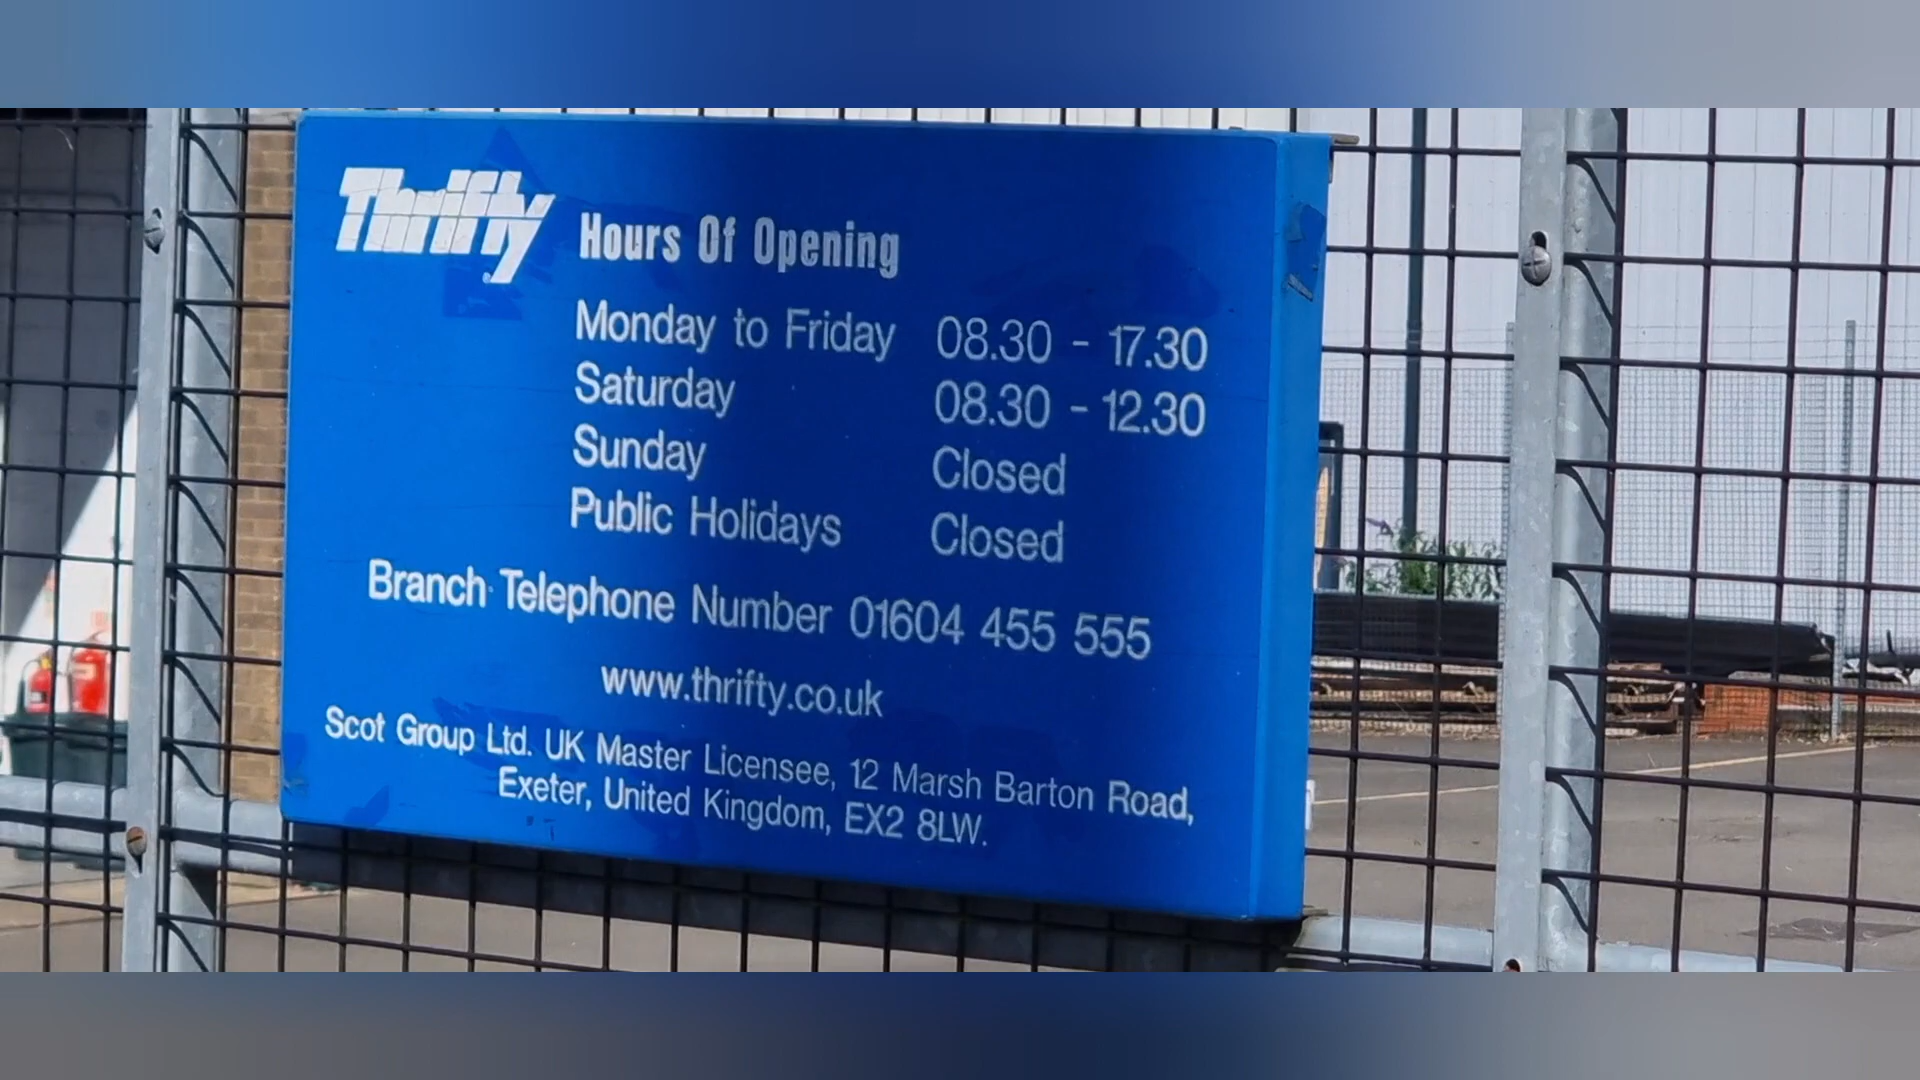 Thrifty Hours Of Opening
Monday to Friday 08.30 - 17.30
Saturday 08.30 - 12.30
Sunday Closed
Public Holidays Closed
Branch Telephone Number 01604 455 555
www.thrifty.co.uk
Scot Group Ltd. UK Master Licensee, 12 Marsh Barton Road,
Exeter, United Kingdom, EX2 8LW.